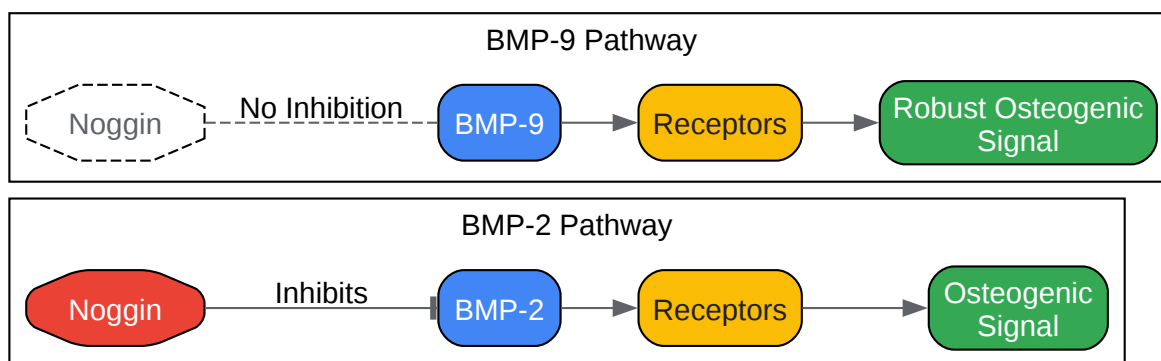 BMP-9 Pathway
Noggin
No Inhibition
BMP-9
Receptors
Robust Osteogenic
Signal
BMP-2 Pathway
Noggin
Inhibits
BMP-2
Receptors
Osteogenic
Signal